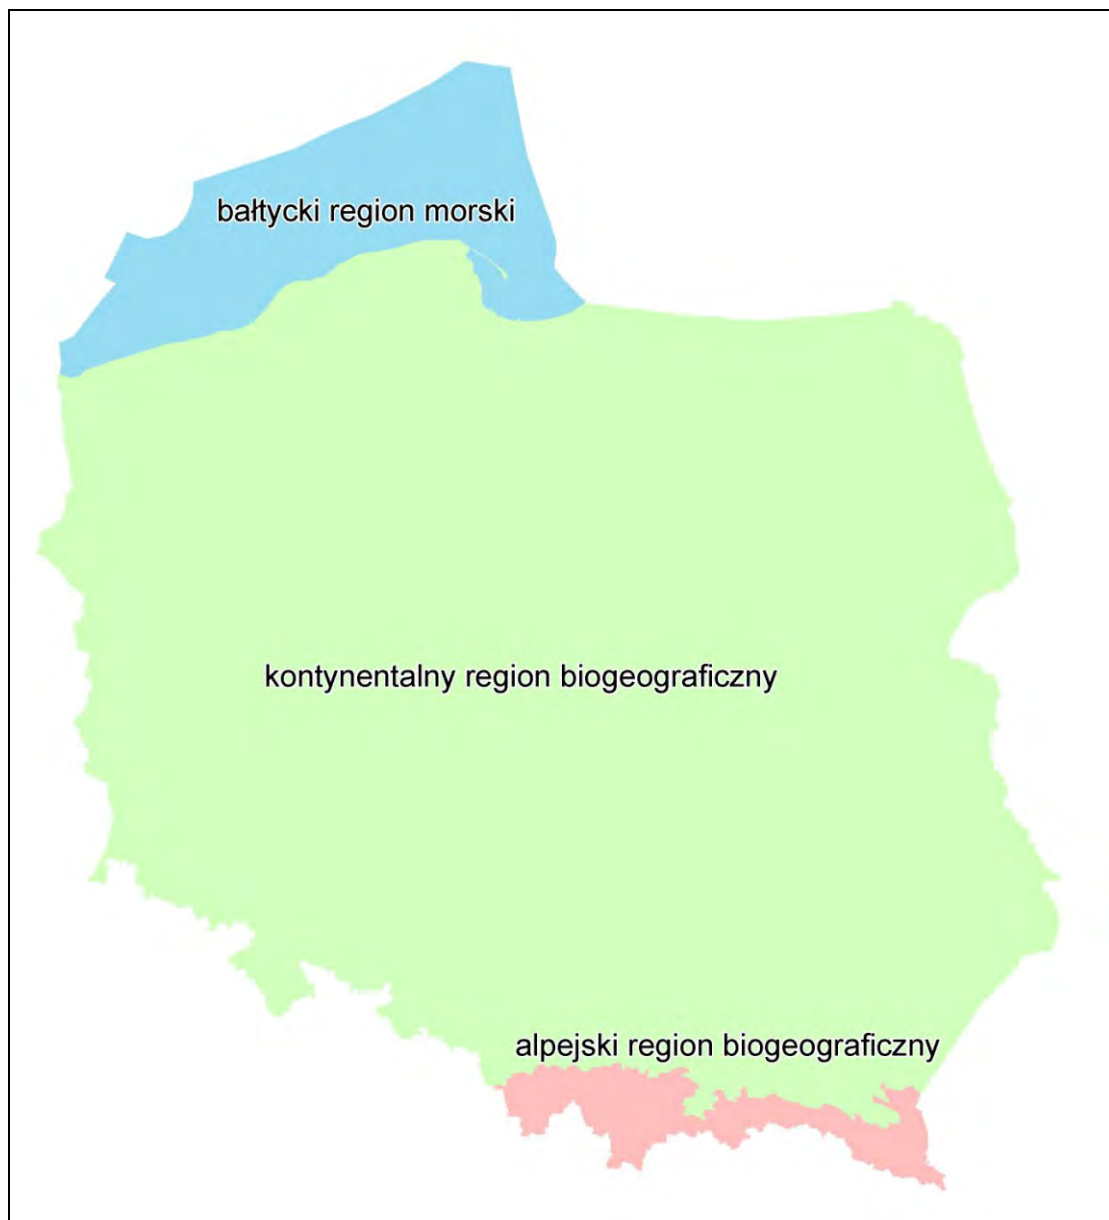 bałtycki region morski
kontynentalny region biogeograficzny
alpejski region biogeograficzny